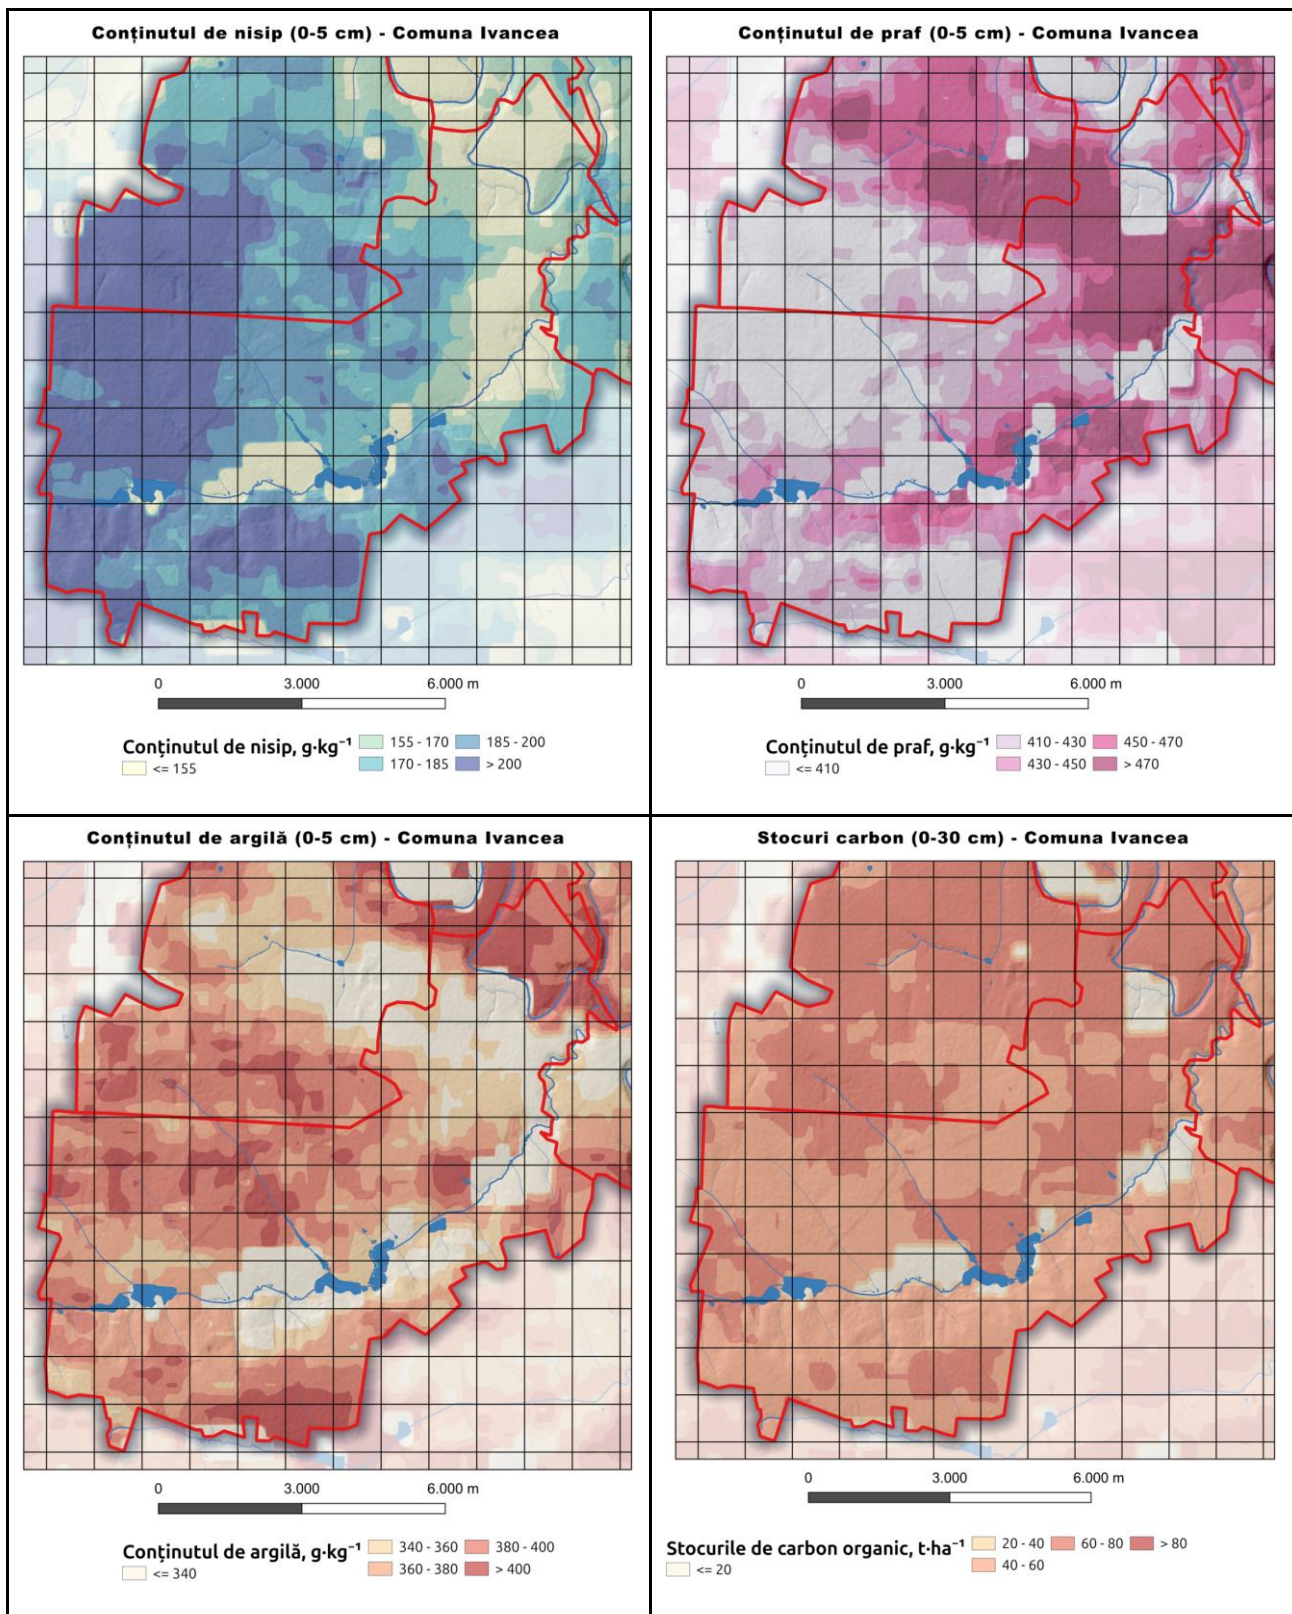 Conținutul de nisip (0-5 cm) - Comuna Ivancea
0 3.000 6.000 m
Conținutul de nisip, g·kg⁻¹
<= 155
155 - 170
170 - 185
185 - 200
> 200
Conținutul de praf (0-5 cm) - Comuna Ivancea
0 3.000 6.000 m
Conținutul de praf, g·kg⁻¹
<= 410
410 - 430
430 - 450
450 - 470
> 470
Conținutul de argilă (0-5 cm) - Comuna Ivancea
0 3.000 6.000 m
Conținutul de argilă, g·kg⁻¹
<= 340
340 - 360
360 - 380
380 - 400
> 400
Stocuri carbon (0-30 cm) - Comuna Ivancea
0 3.000 6.000 m
Stocurile de carbon organic, t·ha⁻¹
<= 20
20 - 40
40 - 60
60 - 80
> 80